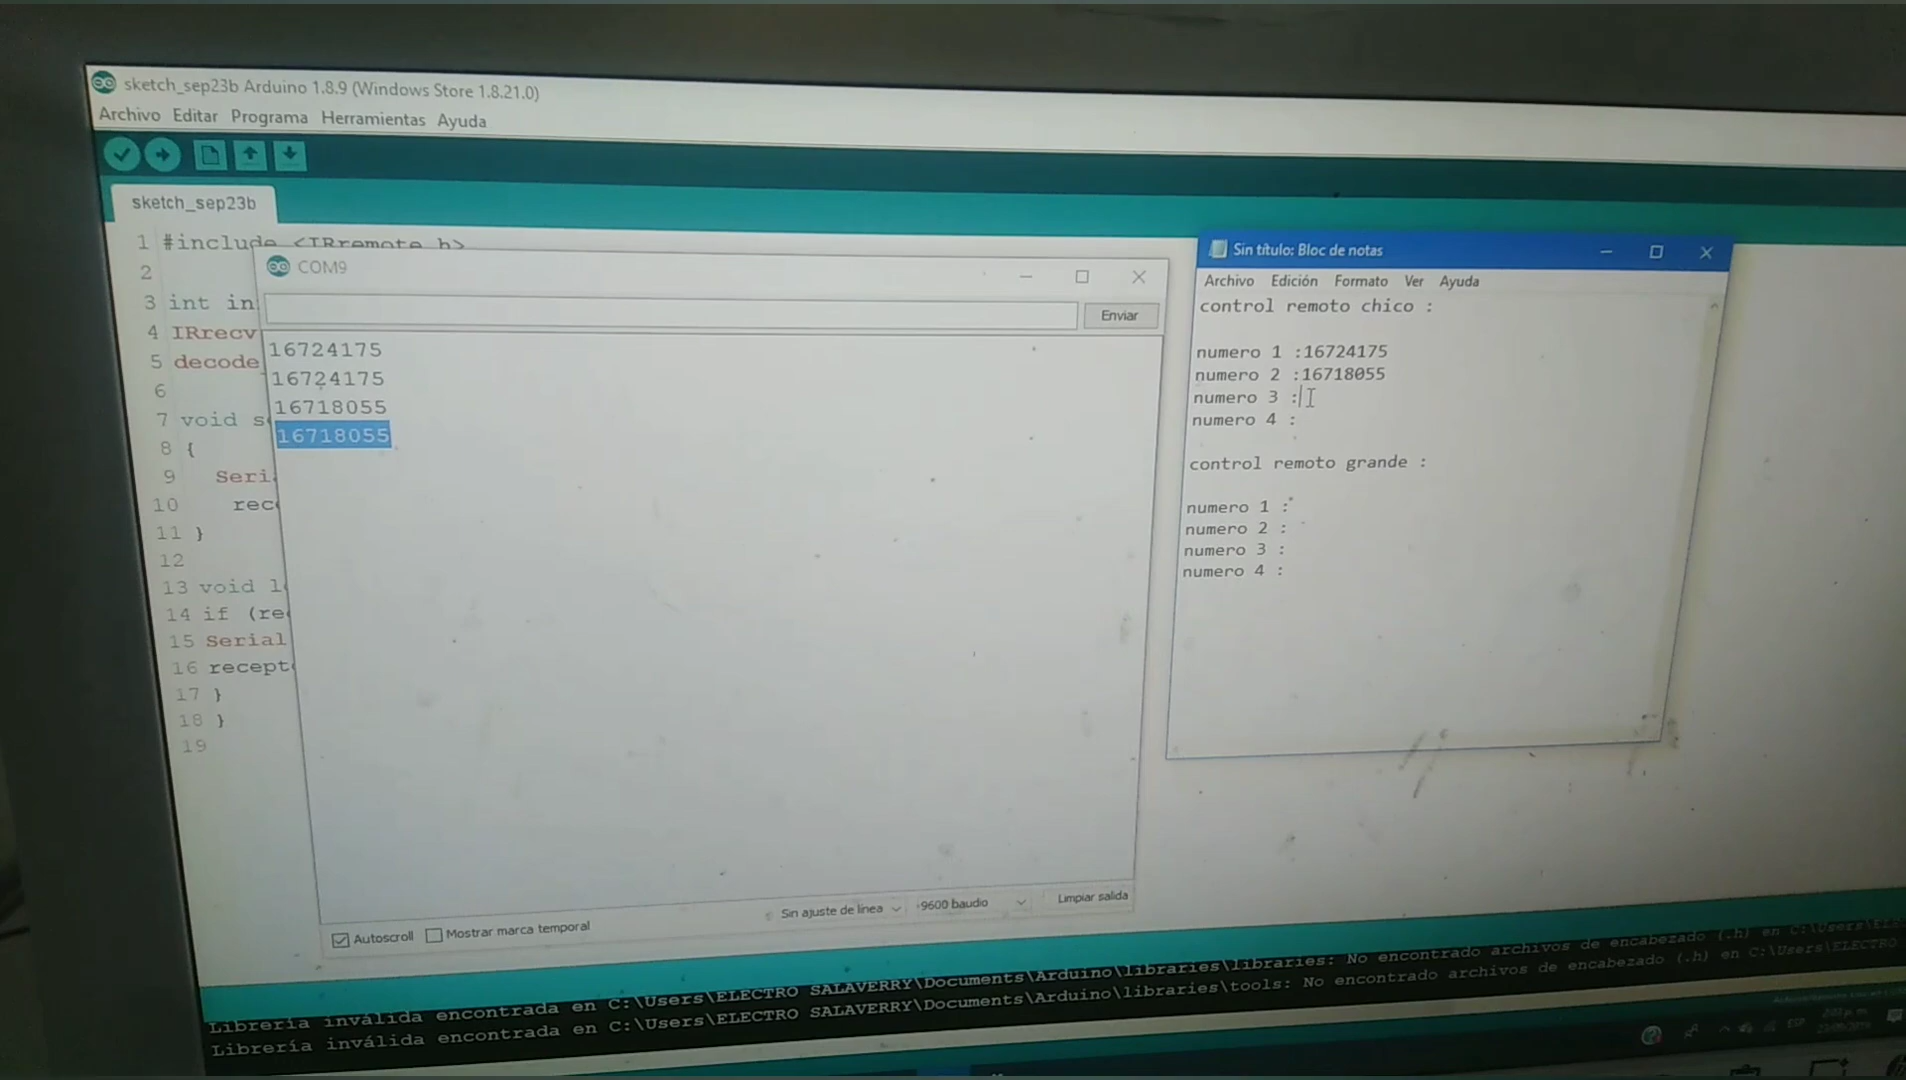 sketch_sep23b Arduino 1.8.9 (Windows Store 1.8.21.0)
Archivo Editar Programa Herramientas Ayuda
sketch_sep23b
1 #include <IRremote.h>
2
3 int in
4 IRrecv
5 decode
6
7 void s
8 {
9 Seri
10 rec
11 }
12
13 void l
14 if (re
15 Serial
16 recept
17 }
18 }
19
COM9
Enviar
16724175
16724175
16718055
16718055
Autoscroll Mostrar marca temporal Sin ajuste de línea 9600 baudio Limpiar salida
Sin título: Bloc de notas
Archivo Edición Formato Ver Ayuda
control remoto chico :
numero 1 :16724175
numero 2 :16718055
numero 3 :
numero 4 :
control remoto grande :
numero 1 :
numero 2 :
numero 3 :
numero 4 :
Librería inválida encontrada en C:\Users\ELECTRO SALAVERRY\Documents\Arduino\libraries\libraries: No encontrado archivos de encabezado (.h) en C:\Users\
Librería inválida encontrada en C:\Users\ELECTRO SALAVERRY\Documents\Arduino\libraries\tools: No encontrado archivos de encabezado (.h) en C:\Users\ELECTRO
ESP